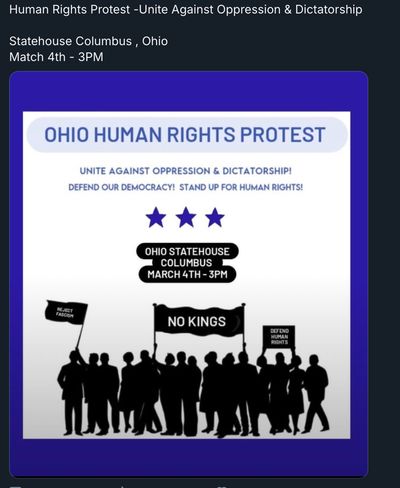 Human Rights Protest -Unite Against Oppression & Dictatorship
Statehouse Columbus , Ohio
Match 4th - 3PM
OHIO HUMAN RIGHTS PROTEST
UNITE AGAINST OPPRESSION & DICTATORSHIP!
DEFEND OUR DEMOCRACY! STAND UP FOR HUMAN RIGHTS!
OHIO STATEHOUSE
COLUMBUS
MARCH 4TH - 3PM
REJECT
FASCISM
NO KINGS
DEFEND
HUMAN
RIGHTS